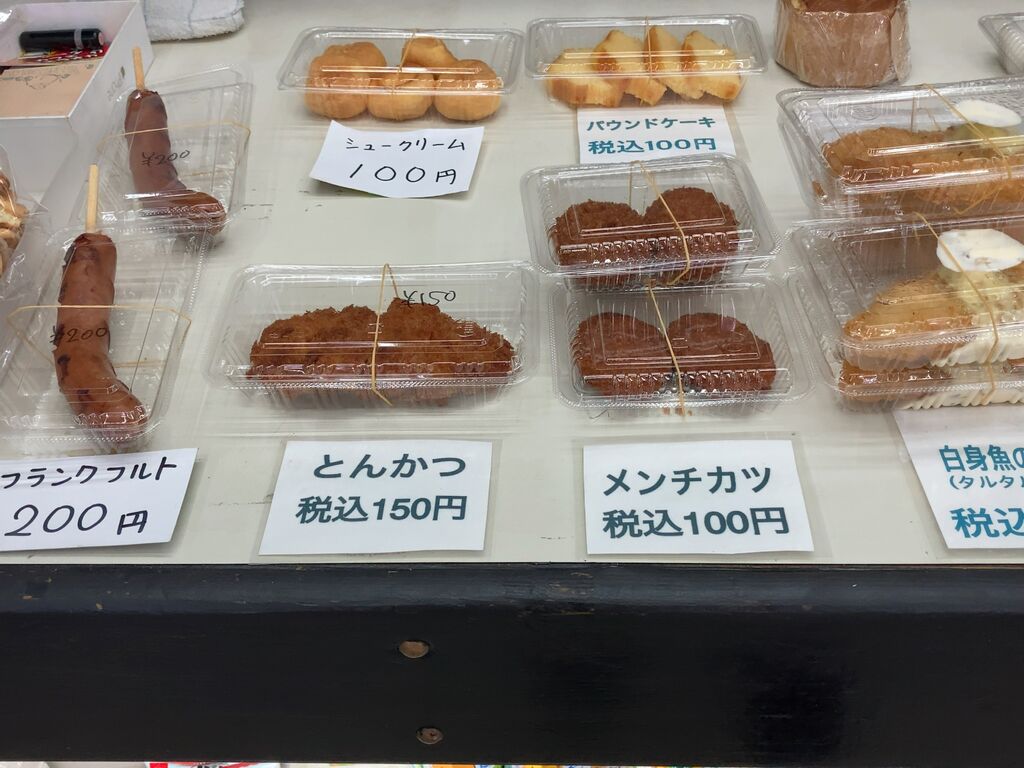 シュークリーム
100円
パウンドケーキ
税込100円
フランクフルト
200円
とんかつ
税込150円
メンチカツ
税込100円
白身魚の
(タルタル
税込